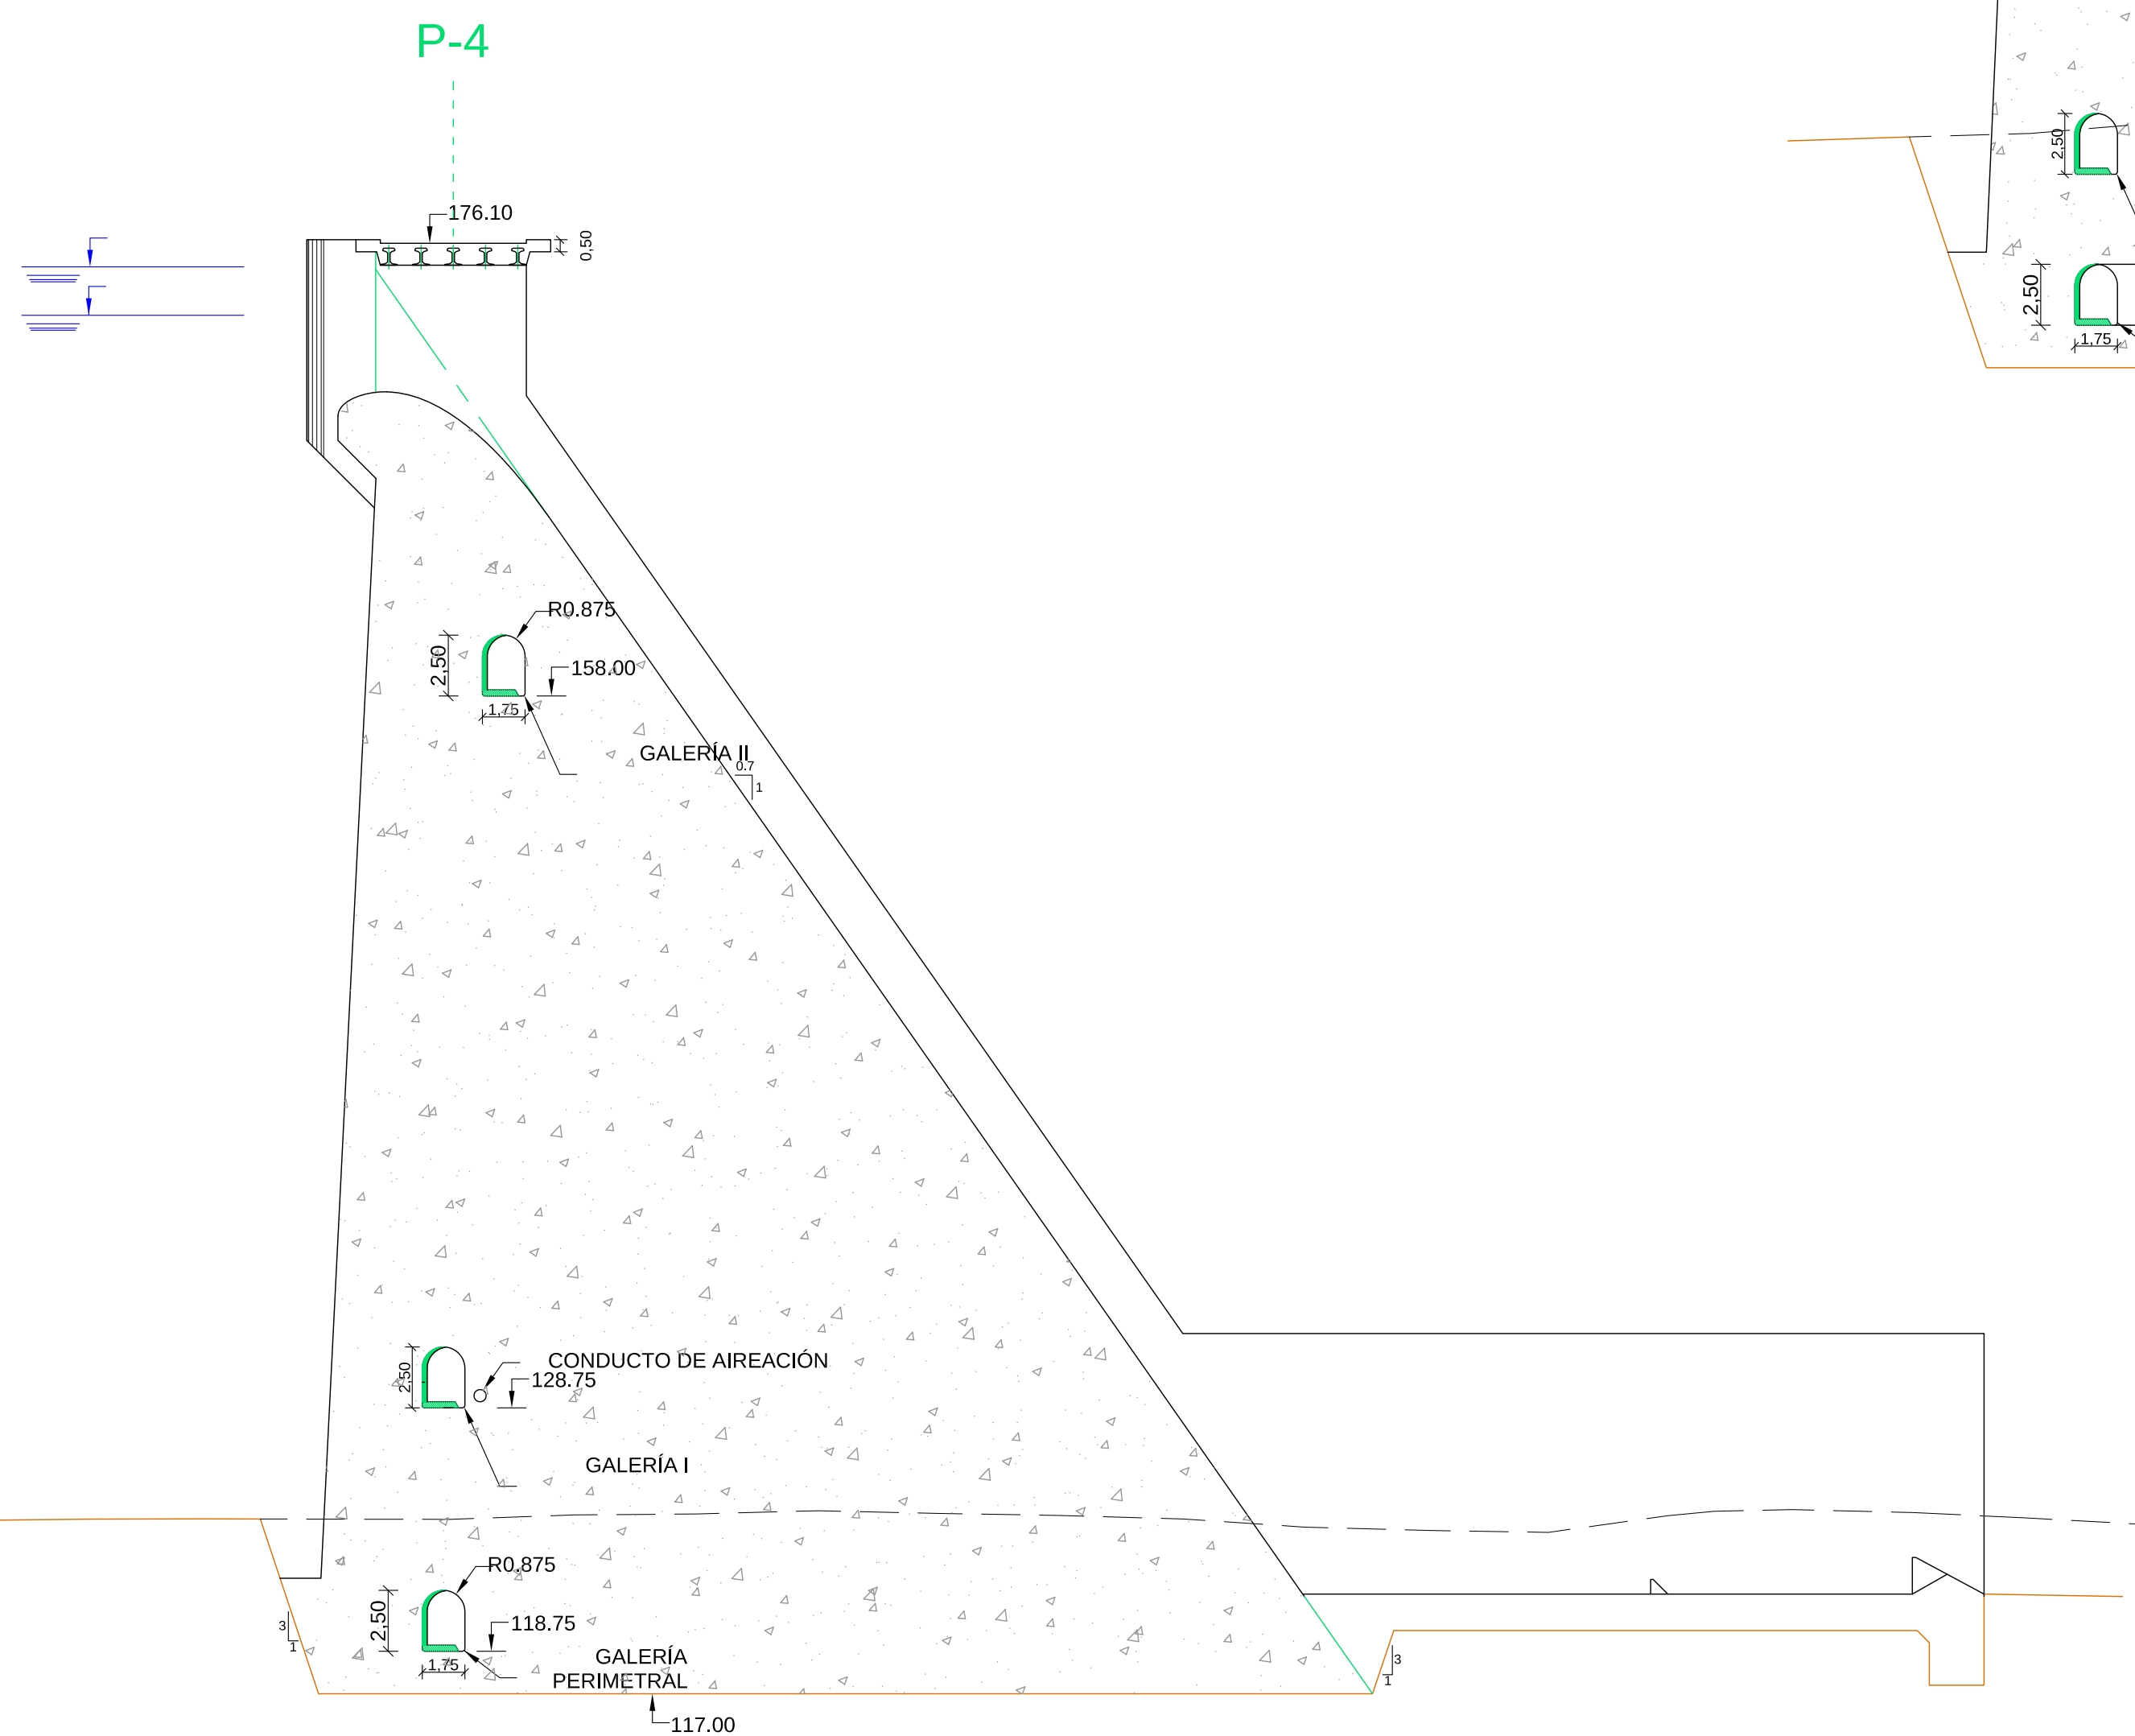 P-4
176.10
0,50
2,50
2,50
1,75
R0.875
2,50
158.00
1,75
GALERÍA II
0.7
1
CONDUCTO DE AIREACIÓN
2,50
128.75
GALERÍA I
R0.875
2,50
118.75
3
1
1,75
GALERÍA
PERIMETRAL
3
1
117.00